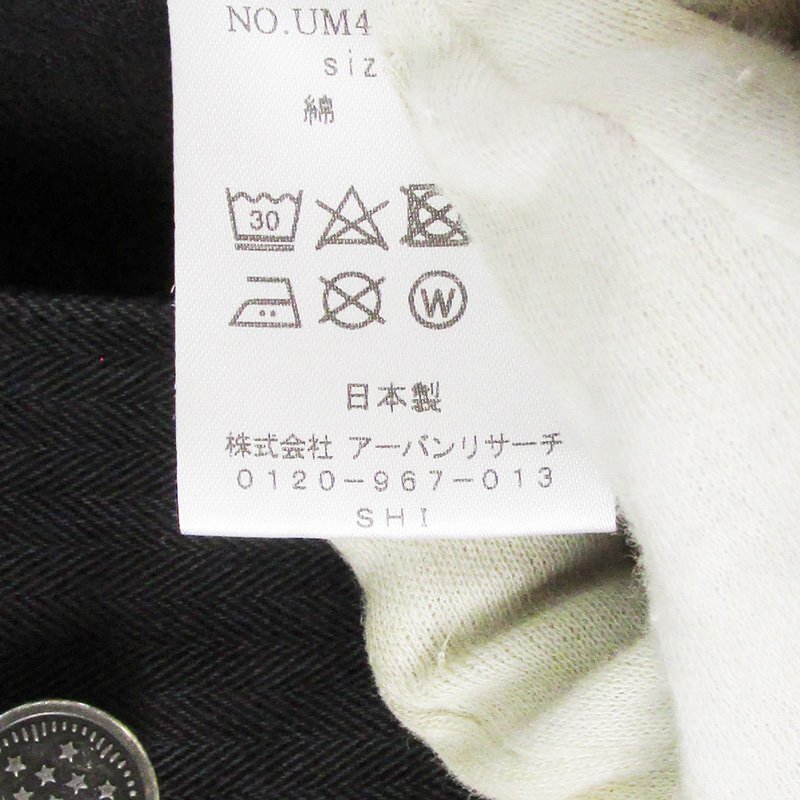 NO.UM4
siz
綿
30
W
日本製
株式会社 アーバンリサーチ
0120-967-013
SHI